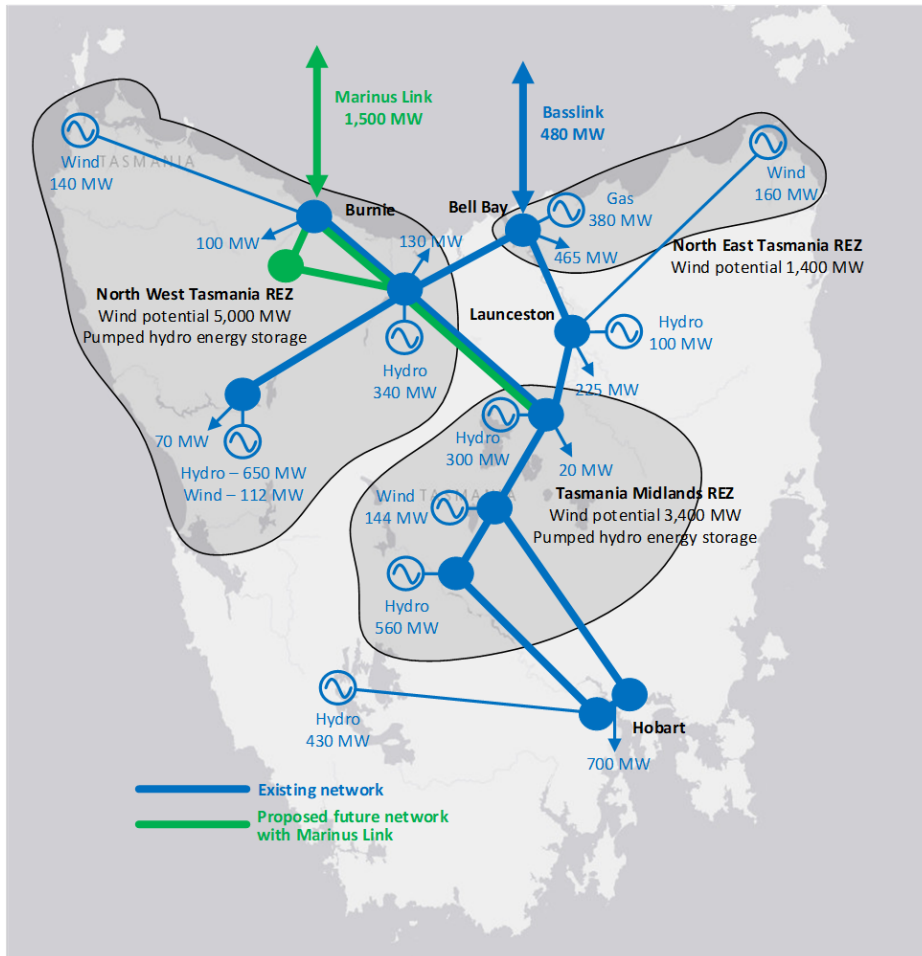 Marinus Link
1,500 MW
Basslink
480 MW
Wind
TASMANIA
140 MW
Burnie
100 MW
130 MW
Bell Bay
Gas
380 MW
465 MW
Wind
160 MW
North East Tasmania REZ
Wind potential 1,400 MW
North West Tasmania REZ
Wind potential 5,000 MW
Pumped hydro energy storage
Launceston
Hydro
100 MW
Hydro
340 MW
225 MW
70 MW
Hydro – 650 MW
Wind – 112 MW
Hydro
300 MW
20 MW
Wind
TASMANIA
144 MW
Tasmania Midlands REZ
Wind potential 3,400 MW
Pumped hydro energy storage
Hydro
560 MW
Hydro
430 MW
Hobart
700 MW
Existing network
Proposed future network
with Marinus Link